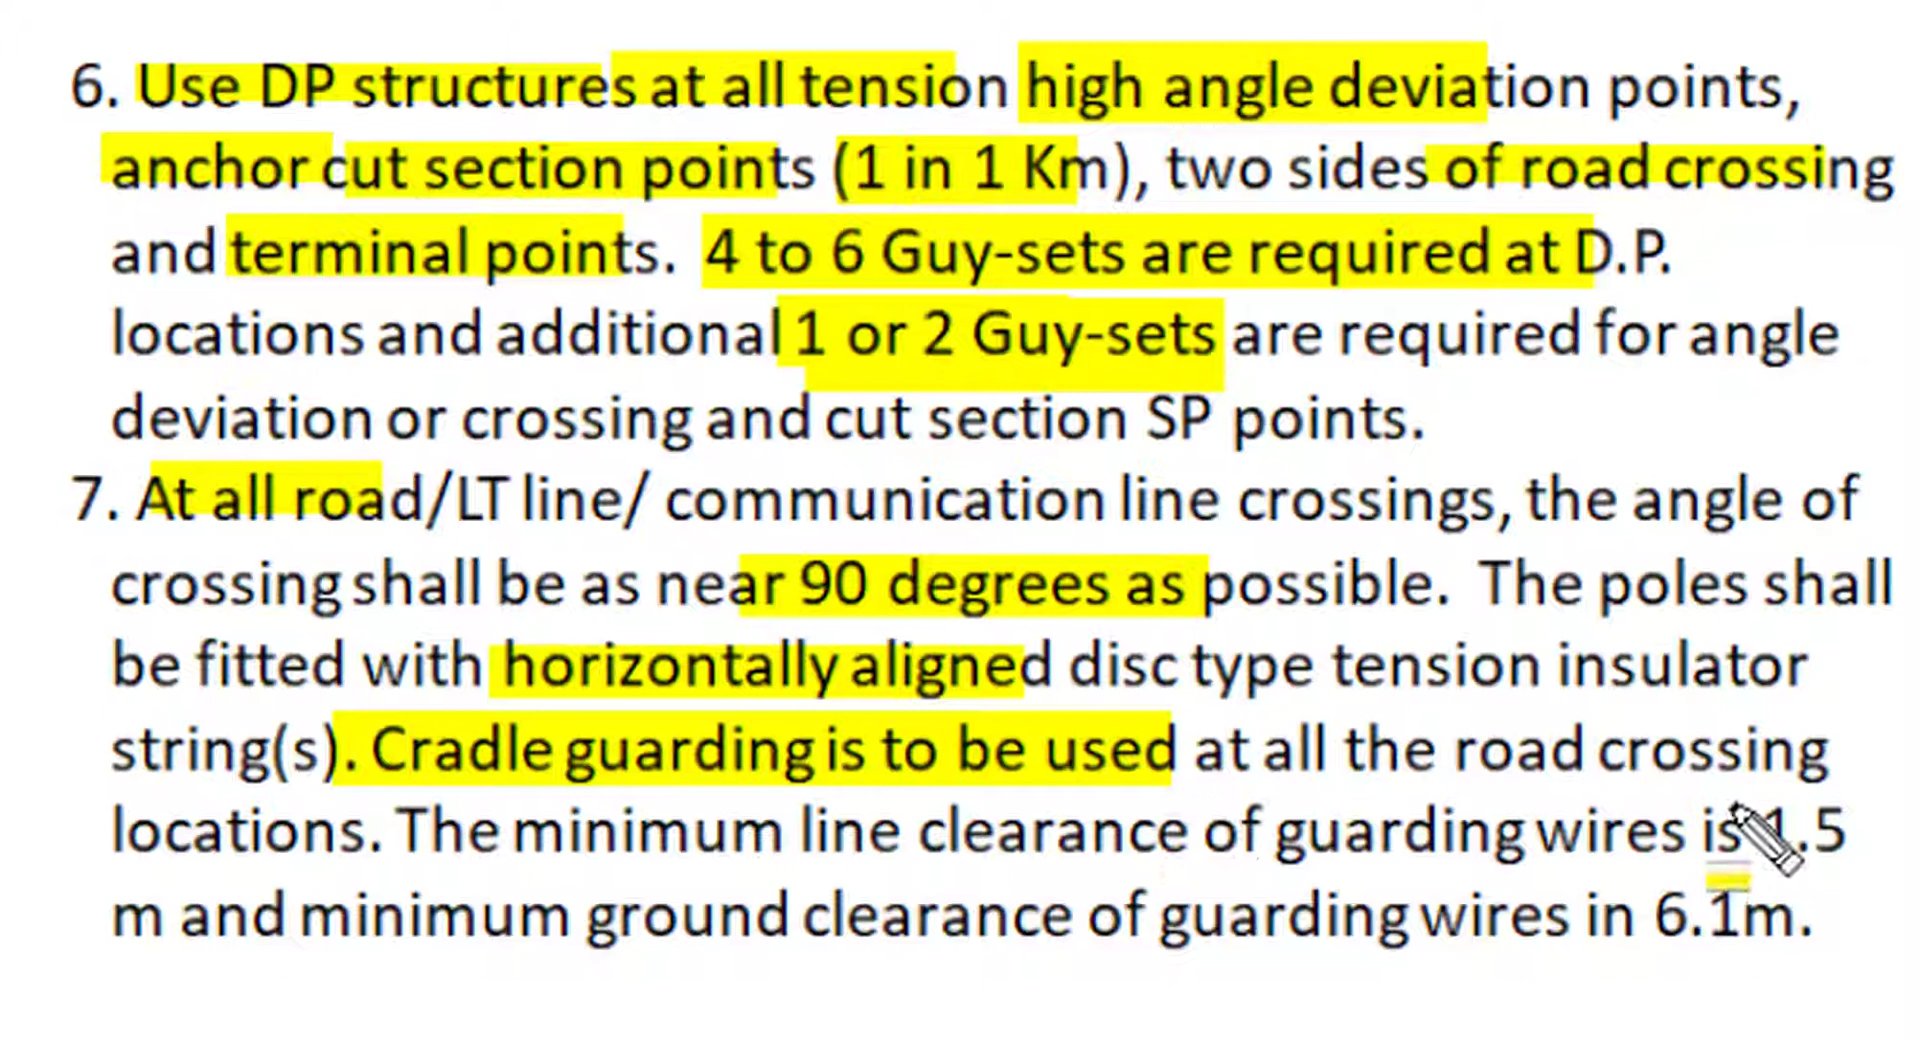 6. Use DP structures at all tension high angle deviation points,
anchor cut section points (1 in 1 Km), two sides of road crossing
and terminal points. 4 to 6 Guy-sets are required at D.P.
locations and additional 1 or 2 Guy-sets are required for angle
deviation or crossing and cut section SP points.
7. At all road/LT line/ communication line crossings, the angle of
crossing shall be as near 90 degrees as possible. The poles shall
be fitted with horizontally aligned disc type tension insulator
string(s). Cradle guarding is to be used at all the road crossing
locations. The minimum line clearance of guarding wires is 1.5
m and minimum ground clearance of guarding wires in 6.1m.